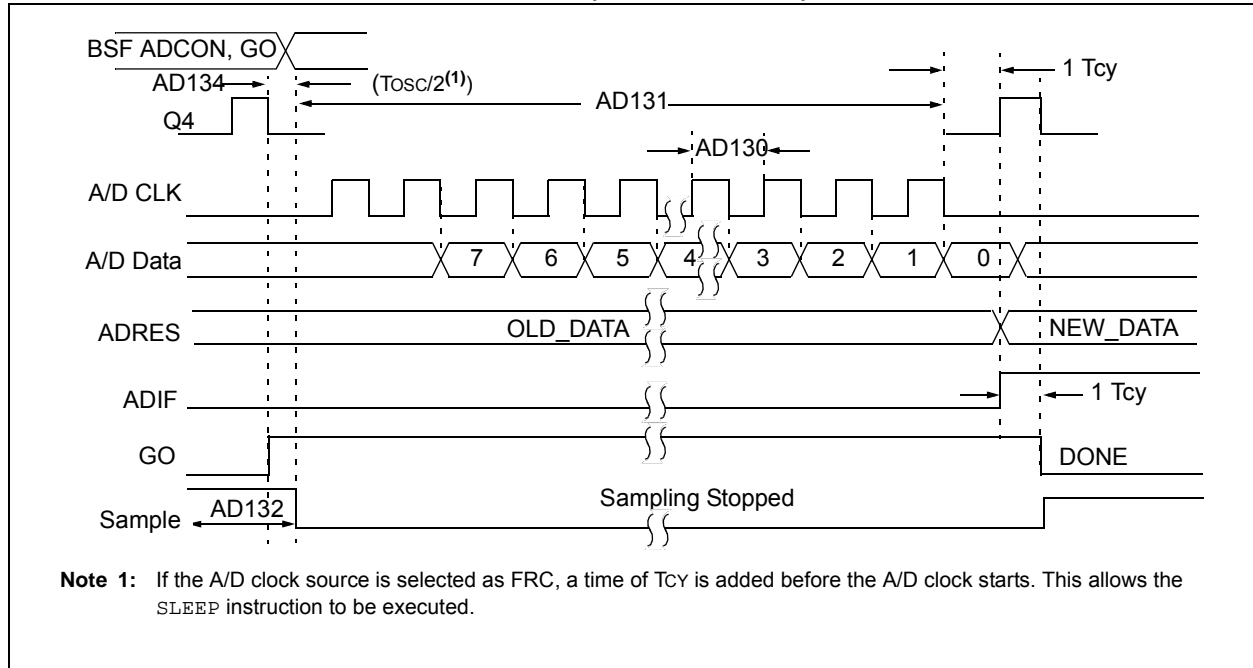 BSF ADCON, GO
1 TCY
AD134 (TOSC/2(1))
AD131
Q4
AD130
A/D CLK
A/D Data 7 6 5 4 3 2 1 0
ADRES OLD_DATA NEW_DATA
ADIF 1 TCY
GO DONE
Sample AD132 Sampling Stopped
Note 1: If the A/D clock source is selected as FRC, a time of TCY is added before the A/D clock starts. This allows the
SLEEP instruction to be executed.